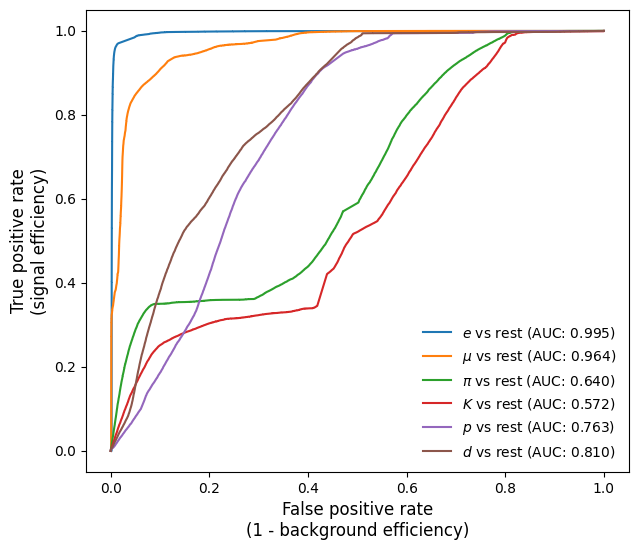 True positive rate
(signal efficiency)
1.0
0.8
0.6
0.4
0.2
0.0
e vs rest (AUC: 0.995)
μ vs rest (AUC: 0.964)
π vs rest (AUC: 0.640)
K vs rest (AUC: 0.572)
p vs rest (AUC: 0.763)
d vs rest (AUC: 0.810)
0.0 0.2 0.4 0.6 0.8 1.0
False positive rate
(1 - background efficiency)